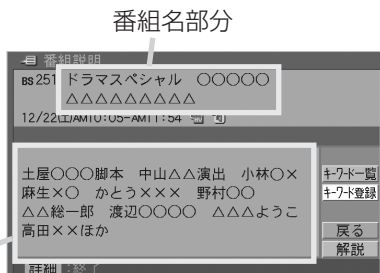 番組名部分
番組説明
BS251 ドラマスペシャル ○○○○○
△△△△△△△△△
12/22(土)AM10:05-AM11:54
土屋○○○脚本 中山△△演出 小林○×
麻生×○ かとう××× 野村○○
△△総一郎 渡辺○○○○ △△△ようこ
高田××ほか
キーワード一覧
キーワード登録
戻る
解説
詳細:終了